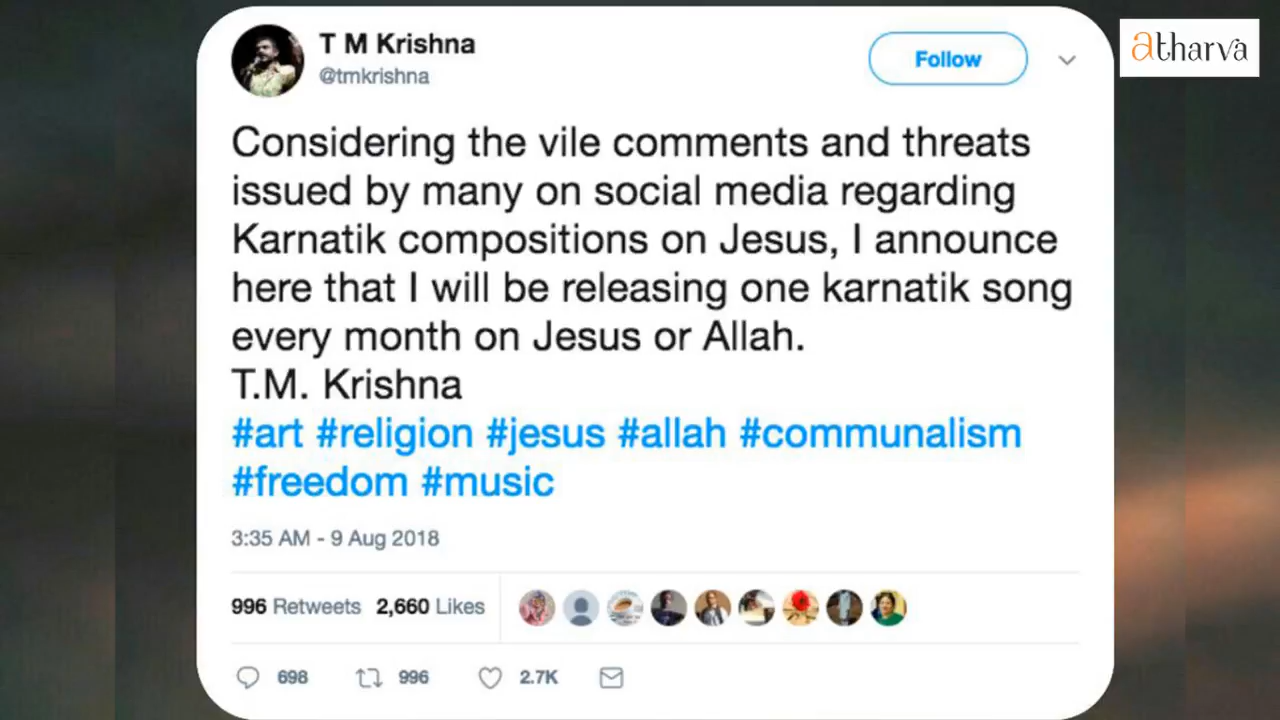 T M Krishna
@tmkrishna
Follow
atharva
Considering the vile comments and threats
issued by many on social media regarding
Karnatik compositions on Jesus, I announce
here that I will be releasing one karnatik song
every month on Jesus or Allah.
T.M. Krishna
#art #religion #jesus #allah #communalism
#freedom #music
3:35 AM - 9 Aug 2018
996 Retweets 2,660 Likes
698 996 2.7K